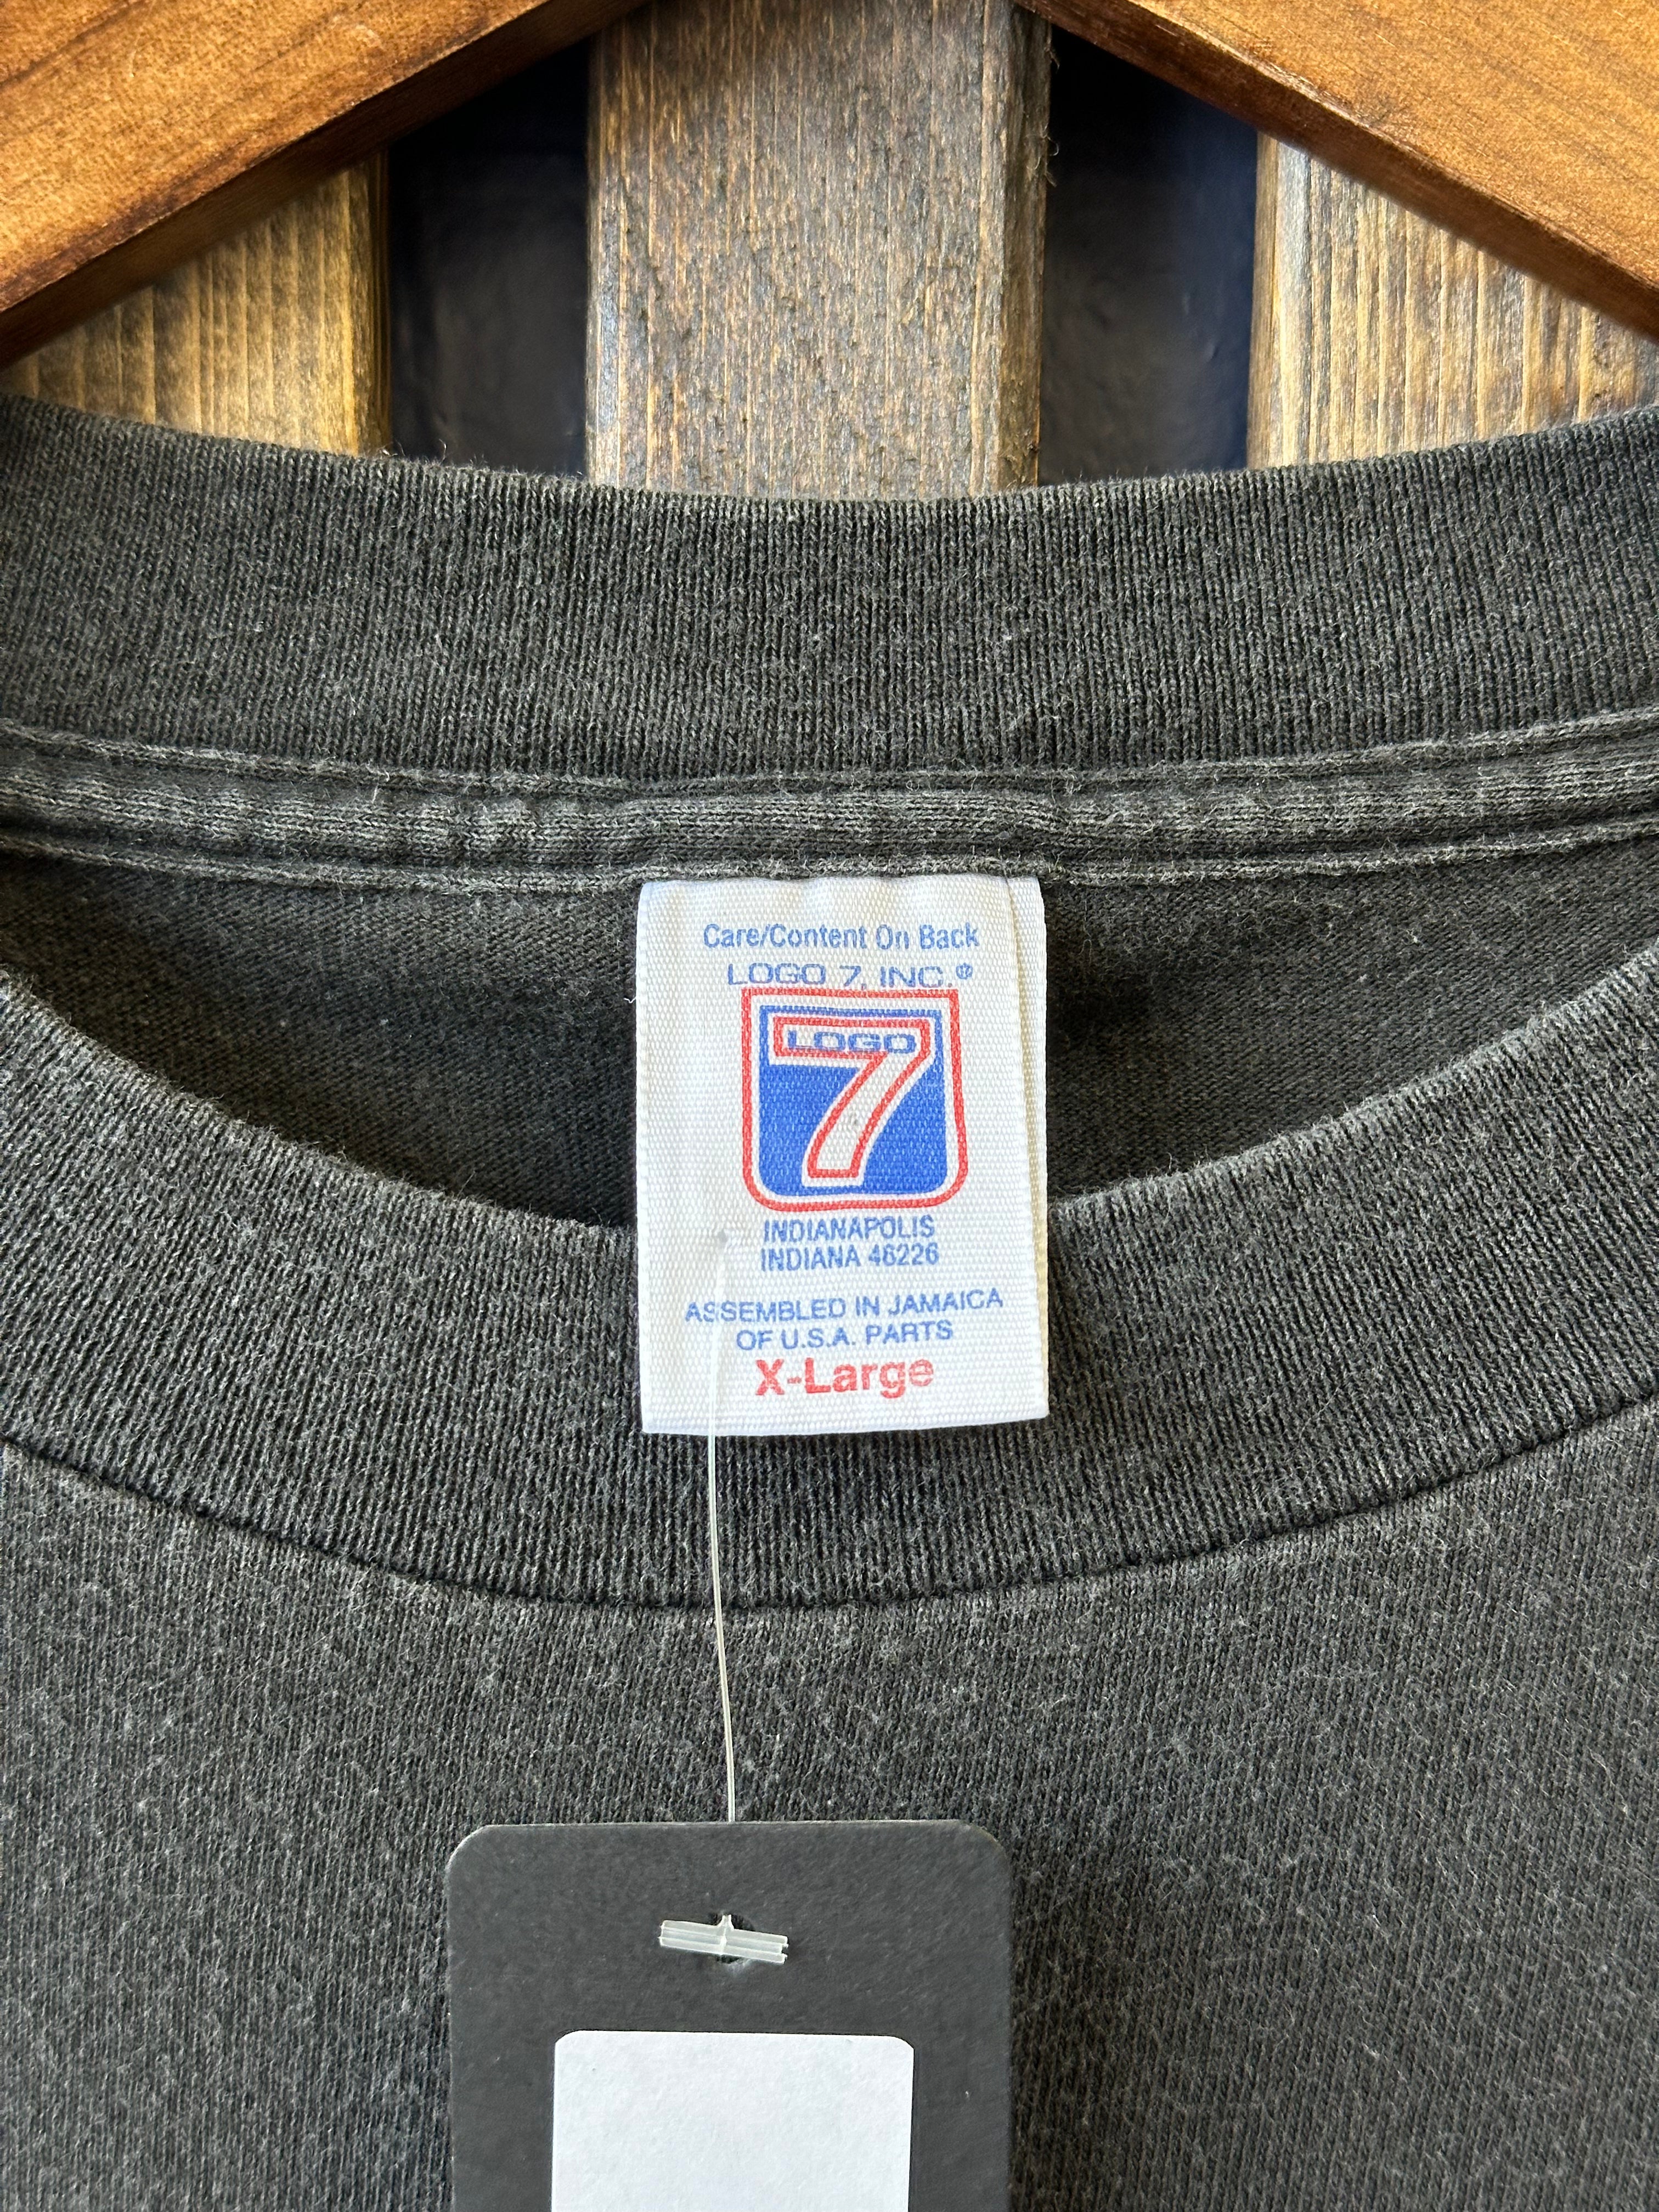 Care/Content On Back
LOGO 7, INC.®
LOGO
7
INDIANAPOLIS
INDIANA 46226
ASSEMBLED IN JAMAICA
OF U.S.A. PARTS
X-Large